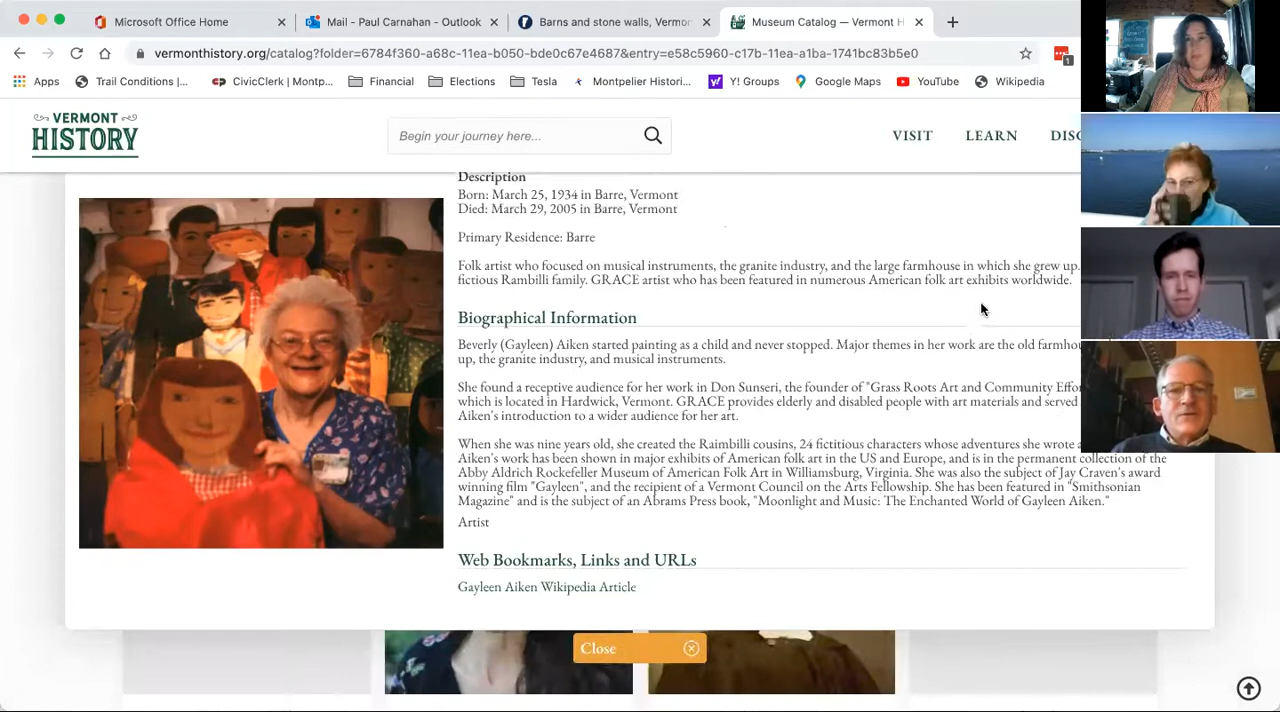 Microsoft Office Home
Mail - Paul Carnahan - Outlook
Barns and stone walls, Vermo
Museum Catalog — Vermont H
vermonthistory.org/catalog?folder=6784f360-a83c-11ea-b050-bde0c67e4687&entry=e58c5960-c17b-11ea-a1ba-1741bc83b5e0
1
Apps
Trail Conditions |...
CivicClerk | Montp...
Financial
Elections
Tesla
Montpelier Histori...
Y! Groups
Google Maps
YouTube
Wikipedia
VERMONT
HISTORY
Begin your journey here...
VISIT
LEARN
DISC
Description
Born: March 25, 1934 in Barre, Vermont
Died: March 29, 2005 in Barre, Vermont
Primary Residence: Barre
Folk artist who focused on musical instruments, the granite industry, and the large farmhouse in which she grew up.
fictious Rambilli family. GRACE artist who has been featured in numerous American folk art exhibits worldwide.
Biographical Information
Beverly (Gayleen) Aiken started painting as a child and never stopped. Major themes in her work are the old farmhou
up, the granite industry, and musical instruments.
She found a receptive audience for her work in Don Sunseri, the founder of "Grass Roots Art and Community Effor
which is located in Hardwick, Vermont. GRACE provides elderly and disabled people with art materials and served
Aiken's introduction to a wider audience for her art.
When she was nine years old, she created the Raimbilli cousins, 24 fictitious characters whose adventures she wrote a
Aiken's work has been shown in major exhibits of American folk art in the US and Europe, and is in the permanent collection of the
Abby Aldrich Rockefeller Museum of American Folk Art in Williamsburg, Virginia. She was also the subject of Jay Craven's award
winning film "Gayleen", and the recipient of a Vermont Council on the Arts Fellowship. She has been featured in "Smithsonian
Magazine" and is the subject of an Abrams Press book, "Moonlight and Music: The Enchanted World of Gayleen Aiken."
Artist
Web Bookmarks, Links and URLs
Gayleen Aiken Wikipedia Article
Close